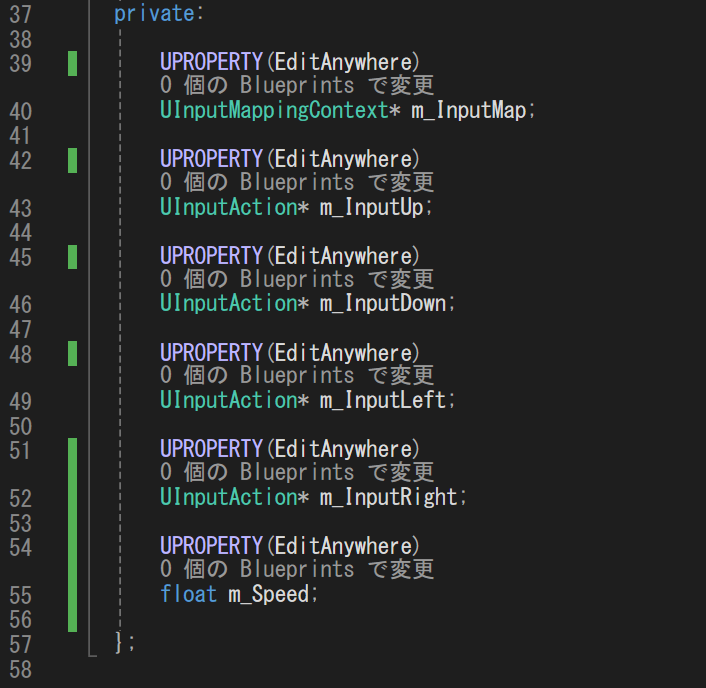 37 private:
38
39 UPROPERTY(EditAnywhere)
0 個の Blueprints で変更
40 UInputMappingContext* m_InputMap;
41
42 UPROPERTY(EditAnywhere)
0 個の Blueprints で変更
43 UInputAction* m_InputUp;
44
45 UPROPERTY(EditAnywhere)
0 個の Blueprints で変更
46 UInputAction* m_InputDown;
47
48 UPROPERTY(EditAnywhere)
0 個の Blueprints で変更
49 UInputAction* m_InputLeft;
50
51 UPROPERTY(EditAnywhere)
0 個の Blueprints で変更
52 UInputAction* m_InputRight;
53
54 UPROPERTY(EditAnywhere)
0 個の Blueprints で変更
55 float m_Speed;
56
57 };
58